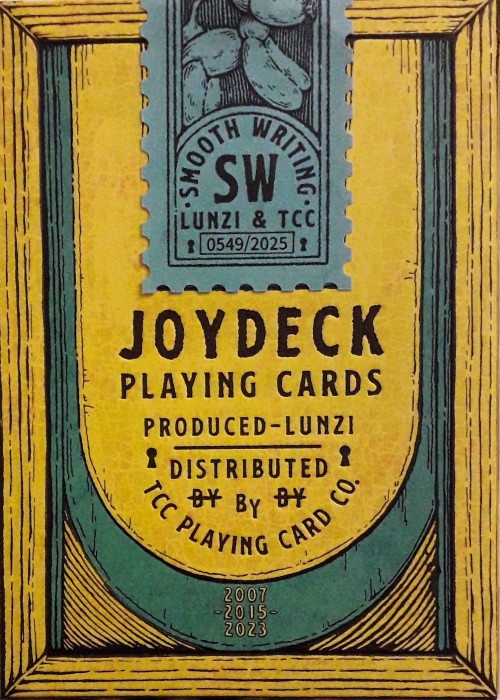 ·SMOOTH WRITING·
SW
LUNZI & TCC
0549/2025
JOYDECK
PLAYING CARDS
PRODUCED-LUNZI
DISTRIBUTED
BY By BY
TCC PLAYING CARD CO.
2007
-2015-
2023